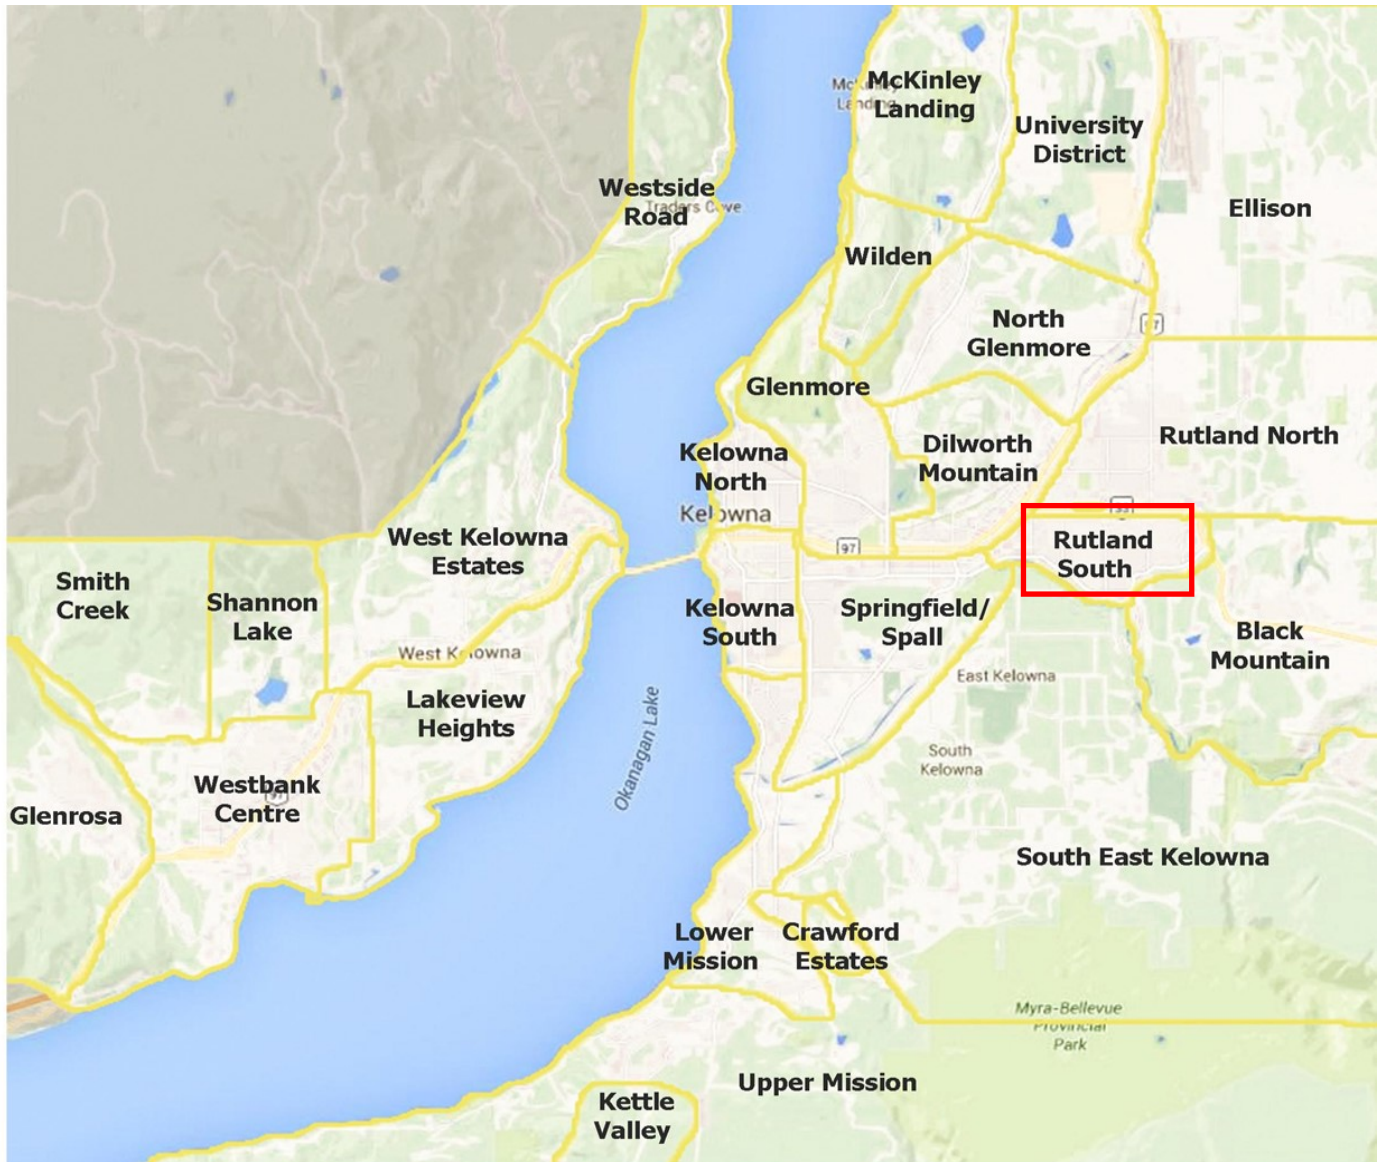 McKinley
Landing
McKinley
Landing
University
District
Westside
Road
Traders Cove
Ellison
Wilden
North
Glenmore
97
Glenmore
Rutland North
Dilworth
Mountain
Kelowna
North
Kelowna
33
West Kelowna
Estates
97
Rutland
South
Smith
Creek
Shannon
Lake
Kelowna
South
Springfield/
Spall
Black
Mountain
West Kelowna
East Kelowna
Lakeview
Heights
Okanagan Lake
South
Kelowna
Westbank
Centre
97
Glenrosa
South East Kelowna
Lower
Mission
Crawford
Estates
Myra-Bellevue
Provincial
Park
Upper Mission
Kettle
Valley